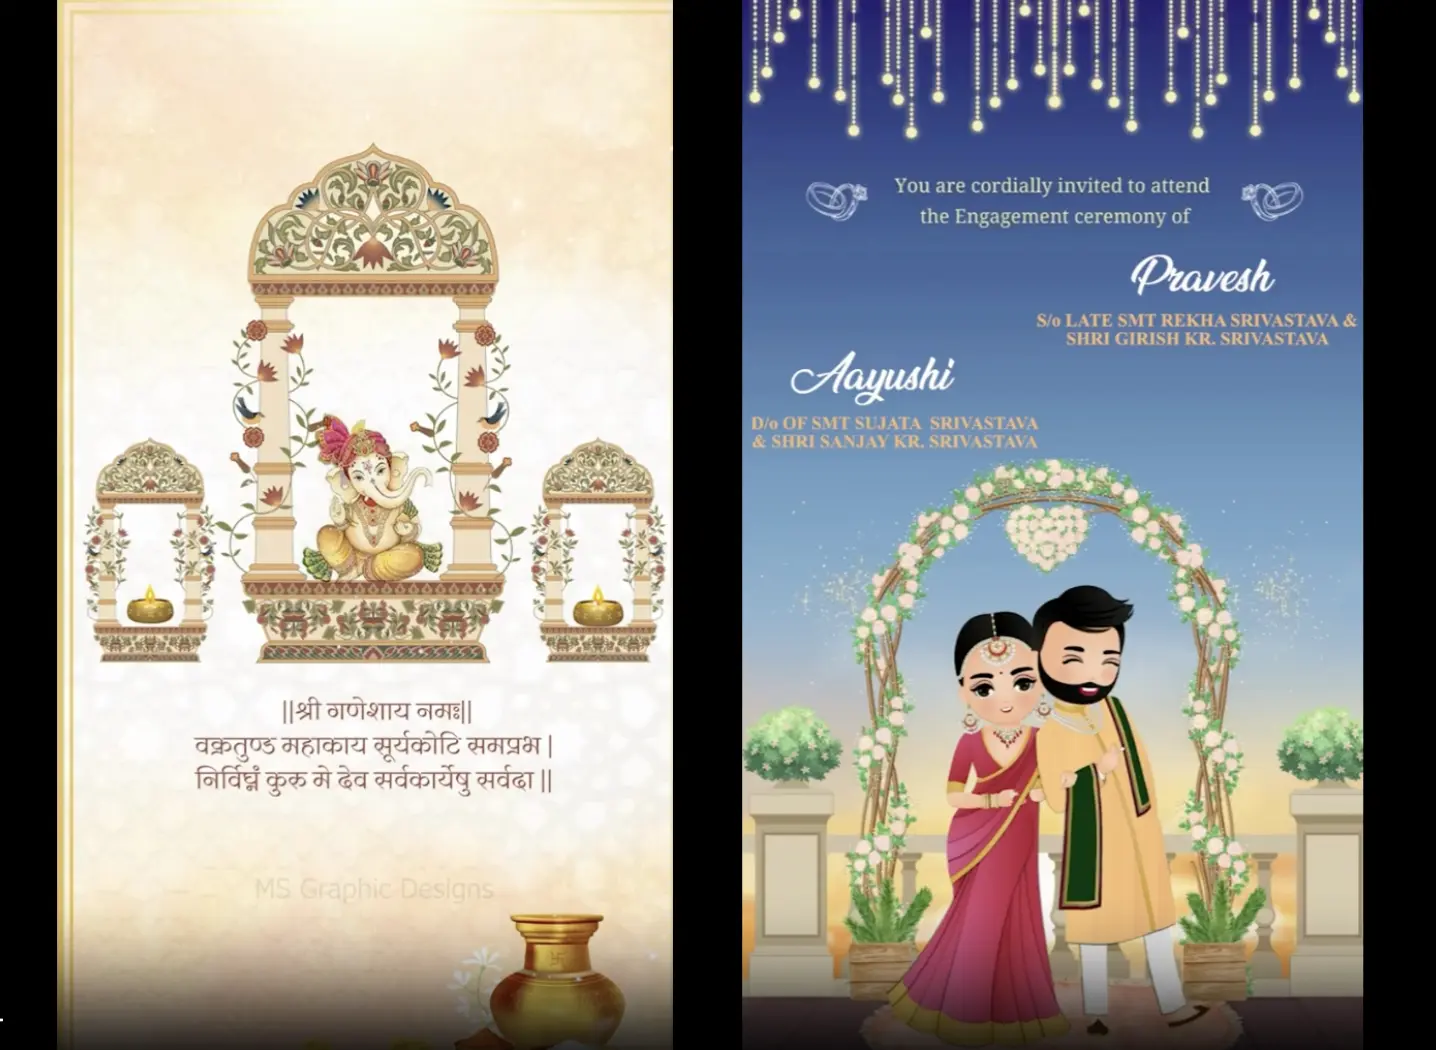 ||श्री गणेशाय नमः||
वक्रतुण्ड महाकाय सूर्यकोटि समप्रभ |
निर्विघ्नं कुरु मे देव सर्वकार्येषु सर्वदा ||
MS Graphic Designs
You are cordially invited to attend
the Engagement ceremony of
Pravesh
S/o LATE SMT REKHA SRIVASTAVA &
SHRI GIRISH KR. SRIVASTAVA
Aayushi
D/o OF SMT SUJATA SRIVASTAVA
& SHRI SANJAY KR. SRIVASTAVA